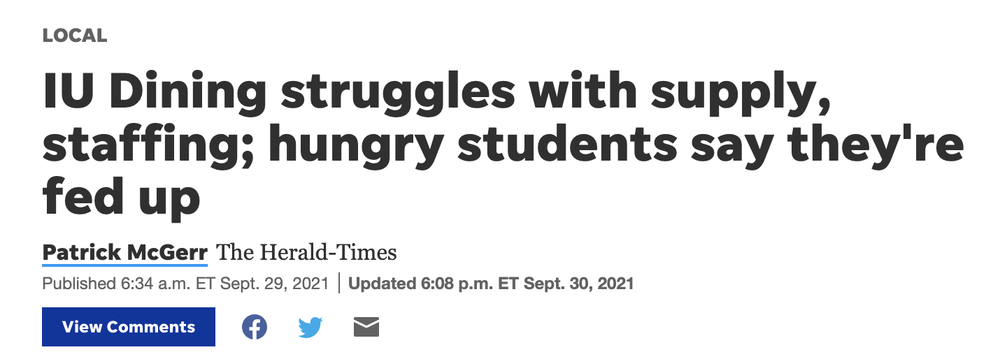 LOCAL
IU Dining struggles with supply,
staffing; hungry students say they're
fed up
Patrick McGerr The Herald-Times
Published 6:34 a.m. ET Sept. 29, 2021 | Updated 6:08 p.m. ET Sept. 30, 2021
View Comments